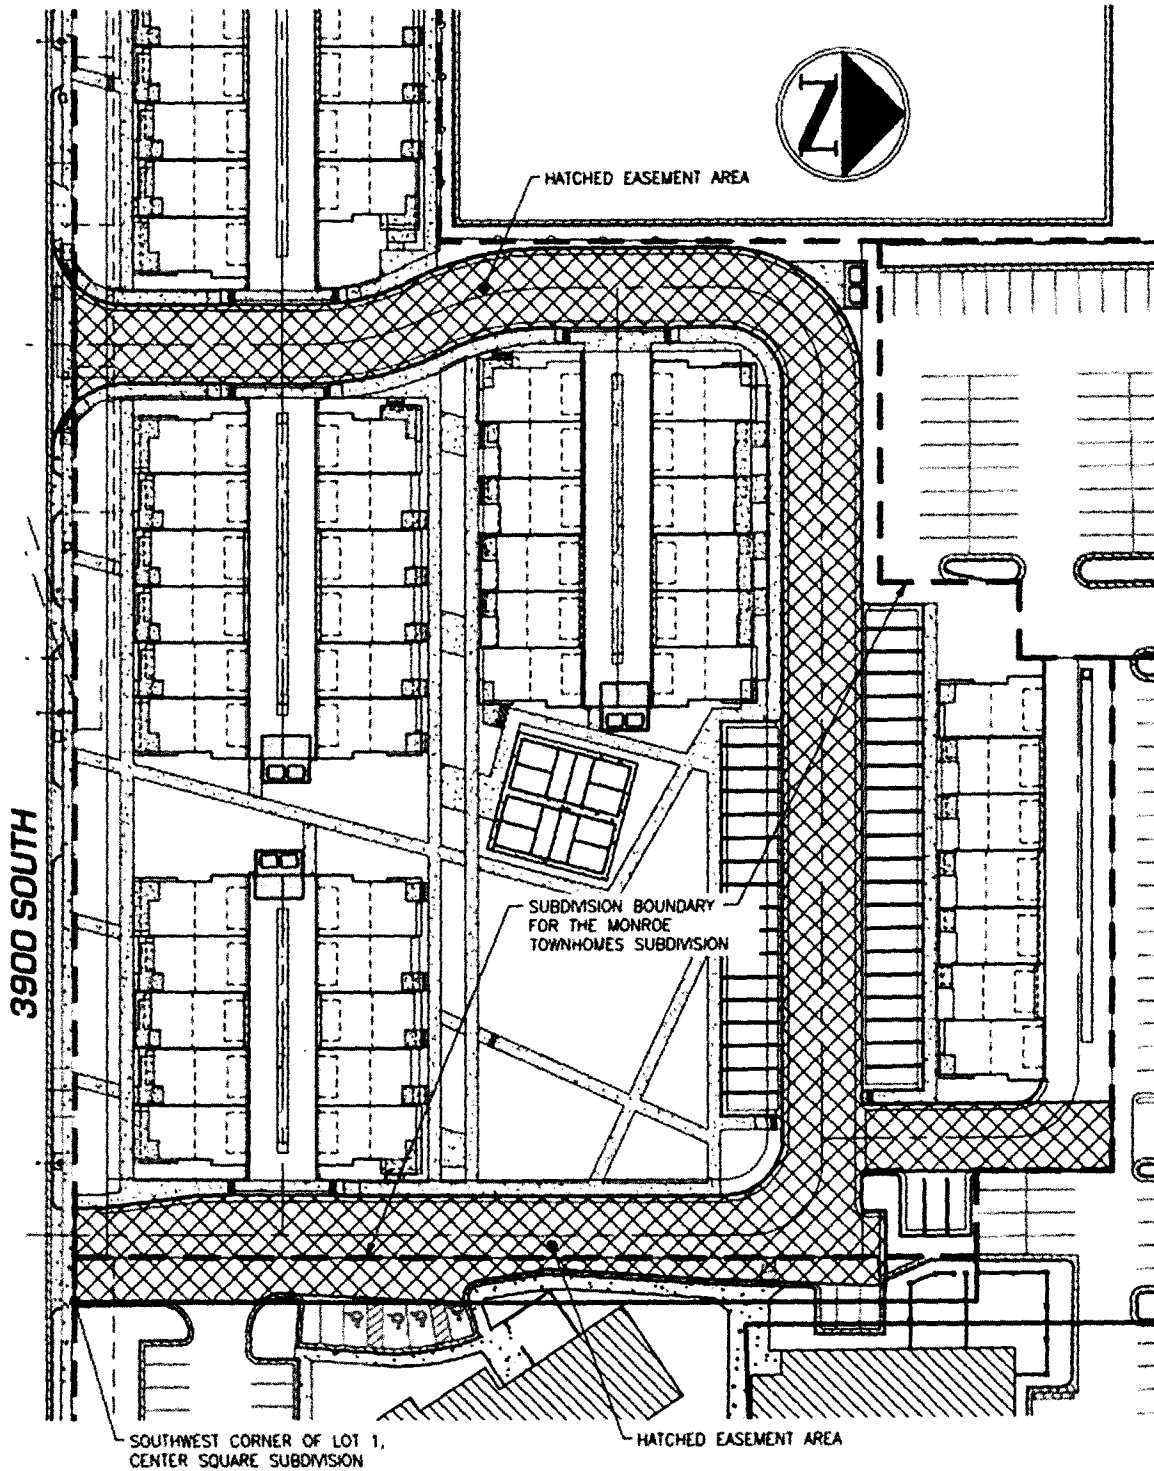 N
HATCHED EASEMENT AREA
3900 SOUTH
SUBDIVISION BOUNDARY
FOR THE MONROE
TOWNHOMES SUBDIVISION
SOUTHWEST CORNER OF LOT 1,
CENTER SQUARE SUBDIVISION
HATCHED EASEMENT AREA